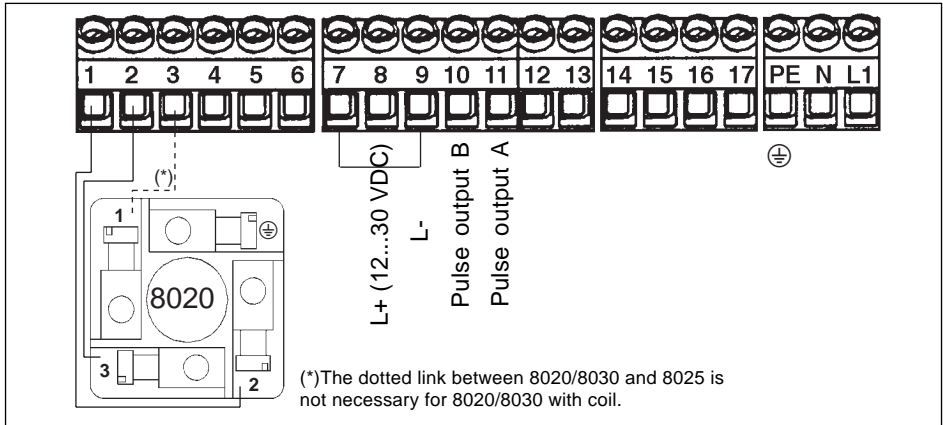 1 2 3 4 5 6 7 8 9 10 11 12 13 14 15 16 17 PE N L1
(*)
1
8020
3
2
L+ (12...30 VDC)
L-
Pulse output B
Pulse output A
(*)The dotted link between 8020/8030 and 8025 is
not necessary for 8020/8030 with coil.